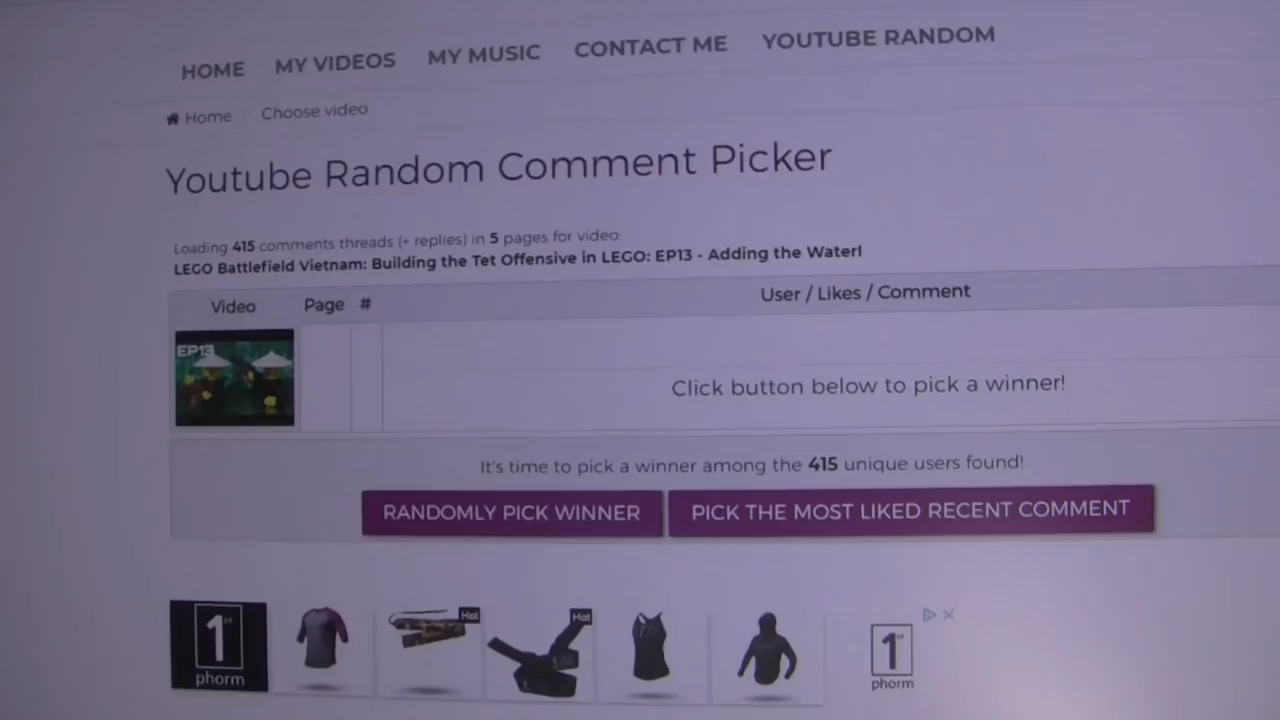 HOME MY VIDEOS MY MUSIC CONTACT ME YOUTUBE RANDOM
Home / Choose video
Youtube Random Comment Picker
Loading 415 comments threads (+ replies) in 5 pages for video:
LEGO Battlefield Vietnam: Building the Tet Offensive in LEGO: EP13 - Adding the Water!
Video Page # User / Likes / Comment
EP13
Click button below to pick a winner!
It's time to pick a winner among the 415 unique users found!
RANDOMLY PICK WINNER PICK THE MOST LIKED RECENT COMMENT
1st phorm
Hot
Hot
1st phorm